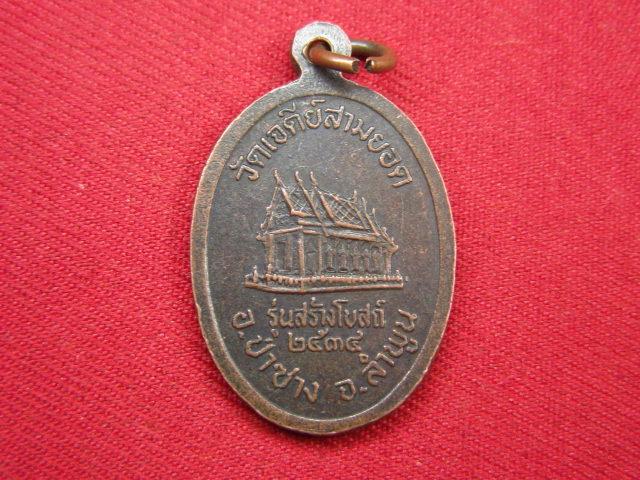 วัดเจดีย์สามยอด
รุ่นสร้างโบสถ์
๒๕๓๔
อ.ป่าซาง จ.ลำพูน